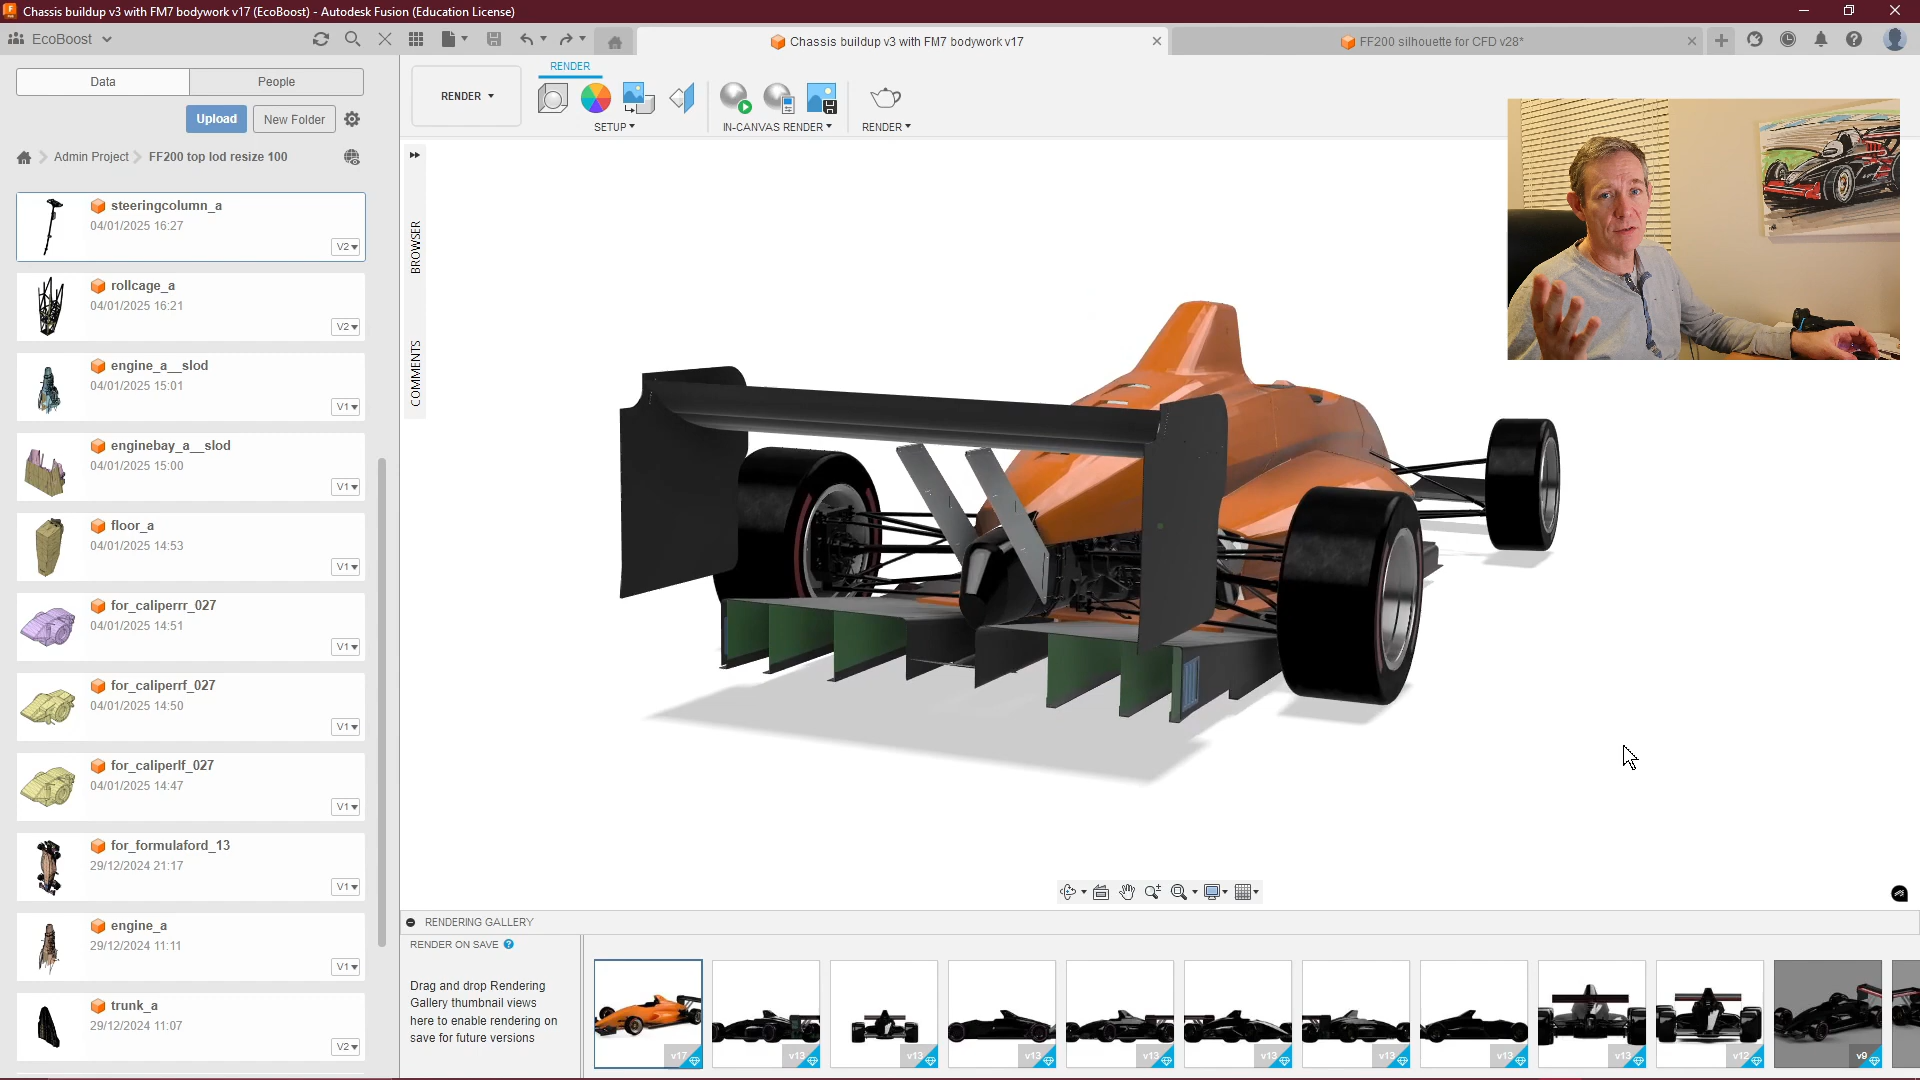 Chassis buildup v3 with FM7 bodywork v17 (EcoBoost) - Autodesk Fusion (Education License)
EcoBoost
Chassis buildup v3 with FM7 bodywork v17
FF200 silhouette for CFD v28*
Data
People
Upload
New Folder
Admin Project
FF200 top lod resize 100
steeringcolumn_a
04/01/2025 16:27
V2
rollcage_a
04/01/2025 16:21
V2
engine_a__slod
04/01/2025 15:01
V1
enginebay_a__slod
04/01/2025 15:00
V1
floor_a
04/01/2025 14:53
V1
for_caliperrr_027
04/01/2025 14:51
V1
for_caliperrf_027
04/01/2025 14:50
V1
for_caliperlf_027
04/01/2025 14:47
V1
for_formulaford_13
29/12/2024 21:17
V1
engine_a
29/12/2024 11:11
V1
trunk_a
29/12/2024 11:07
V2
RENDER
RENDER
SETUP
IN-CANVAS RENDER
RENDER
BROWSER
COMMENTS
RENDERING GALLERY
RENDER ON SAVE
Drag and drop Rendering
Gallery thumbnail views
here to enable rendering on
save for future versions
v17
v13
v13
v13
v13
v13
v13
v13
v13
v12
v9